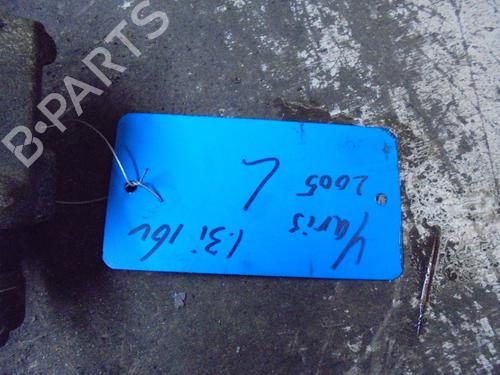 Yaris
2005
L
1.3i 16v
B-PARTS